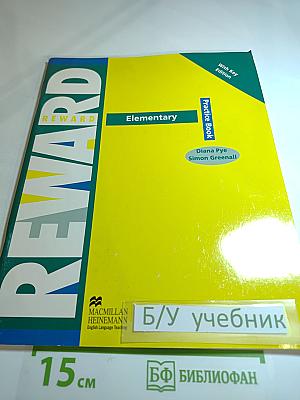 With Key
Edition
REWARD
REWARD
Elementary
Practice Book
Diana Pye
Simon Greenall
MACMILLAN
HEINEMANN
English Language Teaching
Б/У учебник
15 см
БФ БИБЛИОФАН